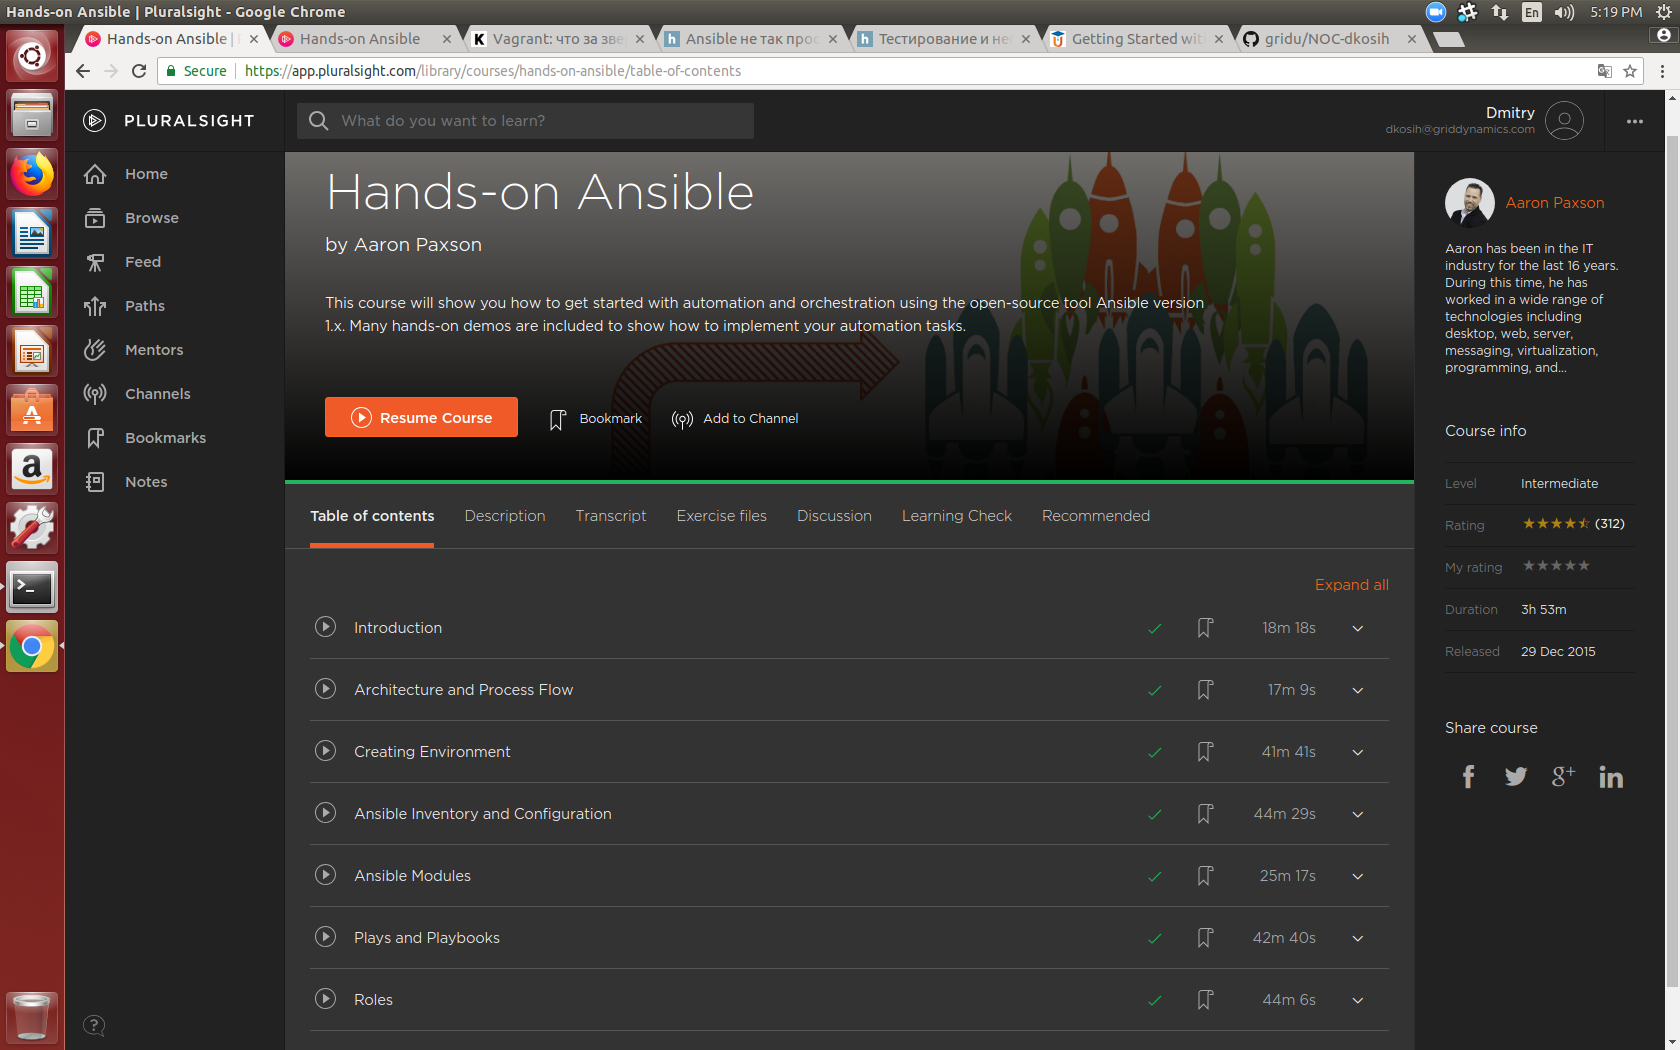 Hands-on Ansible | Pluralsight - Google Chrome
En
5:19 PM
Hands-on Ansible |
Hands-on Ansible
Vagrant: что за зве
Ansible не так прос
Тестирование и не
Getting Started wit
gridu/NOC-dkosih
Secure
https://app.pluralsight.com/library/courses/hands-on-ansible/table-of-contents
PLURALSIGHT
What do you want to learn?
Dmitry
dkosih@griddynamics.com
Home
Browse
Feed
Paths
Mentors
Channels
Bookmarks
Notes
Hands-on Ansible
by Aaron Paxson
This course will show you how to get started with automation and orchestration using the open-source tool Ansible version
1.x. Many hands-on demos are included to show how to implement your automation tasks.
Resume Course
Bookmark
Add to Channel
Table of contents
Description
Transcript
Exercise files
Discussion
Learning Check
Recommended
Expand all
Introduction
18m 18s
Architecture and Process Flow
17m 9s
Creating Environment
41m 41s
Ansible Inventory and Configuration
44m 29s
Ansible Modules
25m 17s
Plays and Playbooks
42m 40s
Roles
44m 6s
Aaron Paxson
Aaron has been in the IT
industry for the last 16 years.
During this time, he has
worked in a wide range of
technologies including
desktop, web, server,
messaging, virtualization,
programming, and...
Course info
Level
Intermediate
Rating
(312)
My rating
Duration
3h 53m
Released
29 Dec 2015
Share course